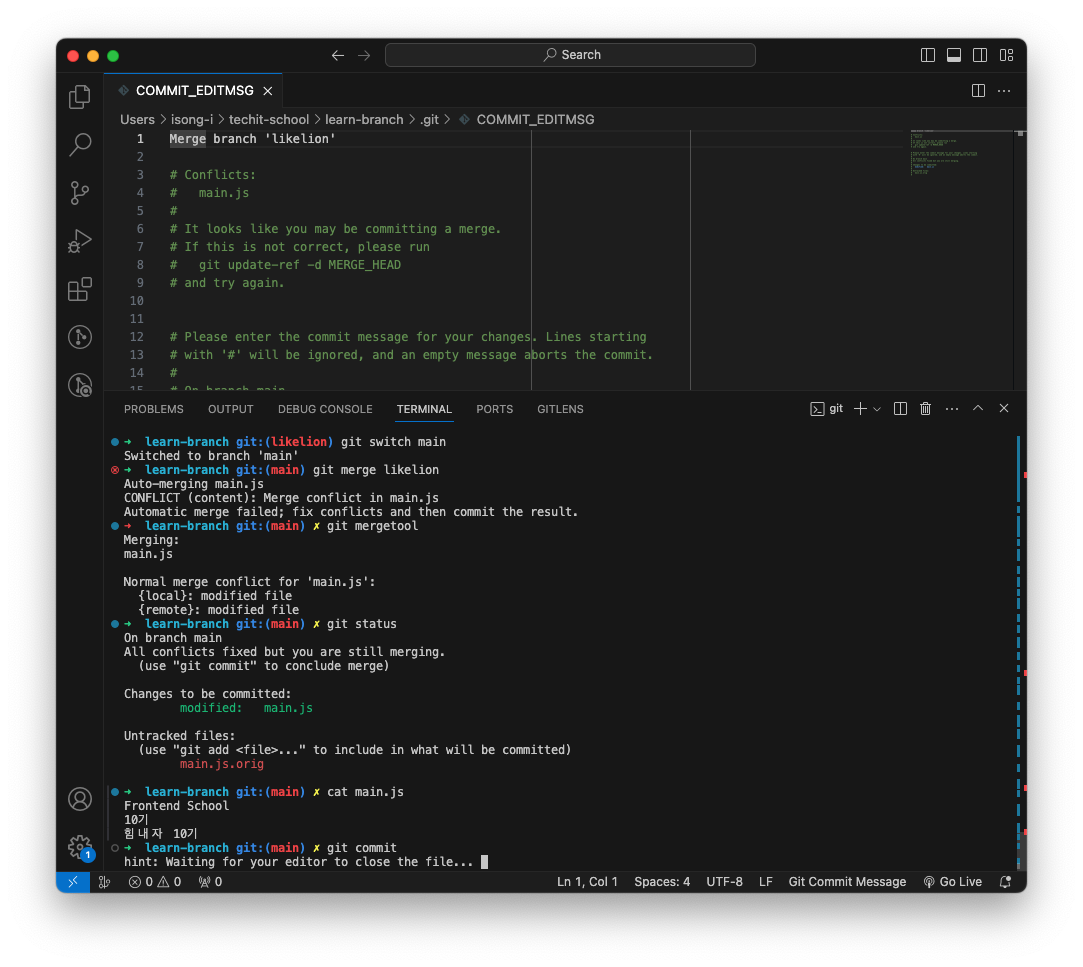 Search
COMMIT_EDITMSG
Users > isong-i > techit-school > learn-branch > .git > COMMIT_EDITMSG
1 Merge branch 'likelion'
2
3 # Conflicts:
4 #   main.js
5 #
6 # It looks like you may be committing a merge.
7 # If this is not correct, please run
8 #   git update-ref -d MERGE_HEAD
9 # and try again.
10
11
12 # Please enter the commit message for your changes. Lines starting
13 # with '#' will be ignored, and an empty message aborts the commit.
14 #
15 # On branch main
PROBLEMS OUTPUT DEBUG CONSOLE TERMINAL PORTS GITLENS git
➜ learn-branch git:(likelion) git switch main
Switched to branch 'main'
➜ learn-branch git:(main) git merge likelion
Auto-merging main.js
CONFLICT (content): Merge conflict in main.js
Automatic merge failed; fix conflicts and then commit the result.
➜ learn-branch git:(main) ✗ git mergetool
Merging:
main.js
Normal merge conflict for 'main.js':
  {local}: modified file
  {remote}: modified file
➜ learn-branch git:(main) ✗ git status
On branch main
All conflicts fixed but you are still merging.
  (use "git commit" to conclude merge)
Changes to be committed:
        modified:   main.js
Untracked files:
  (use "git add <file>..." to include in what will be committed)
        main.js.orig
➜ learn-branch git:(main) ✗ cat main.js
Frontend School
10기
힘내자 10기
➜ learn-branch git:(main) ✗ git commit
hint: Waiting for your editor to close the file...
1
0 0 0 Ln 1, Col 1 Spaces: 4 UTF-8 LF Git Commit Message Go Live